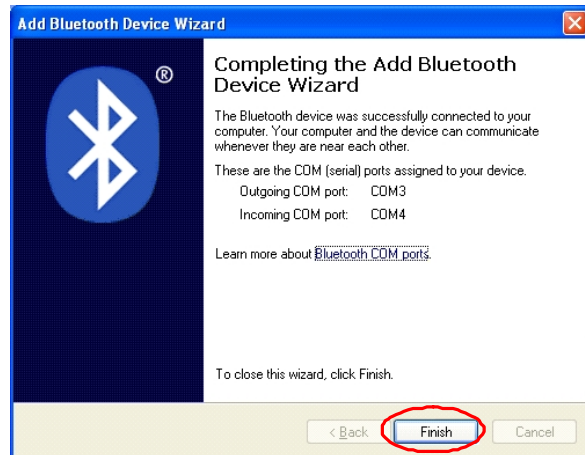 Add Bluetooth Device Wizard
®
Completing the Add Bluetooth
Device Wizard
The Bluetooth device was successfully connected to your
computer. Your computer and the device can communicate
whenever they are near each other.
These are the COM (serial) ports assigned to your device.
Outgoing COM port: COM3
Incoming COM port: COM4
Learn more about Bluetooth COM ports.
To close this wizard, click Finish.
< Back Finish Cancel